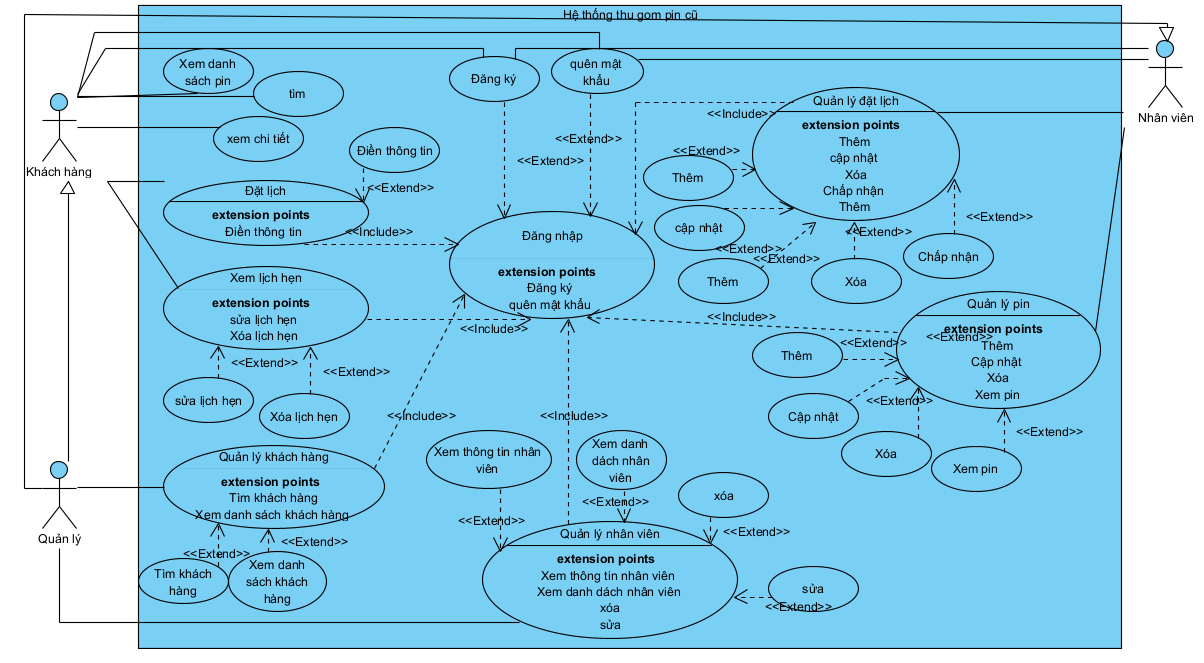 Hệ thống thu gom pin cũ
Xem danh
sách pin
tìm
xem chi tiết
Khách hàng
Đăng ký
quên mật
khẩu
Nhân viên
<<Extend>>
<<Extend>>
<<Include>>
Quản lý đặt lịch
extension points
Thêm
cập nhật
Xóa
Chấp nhận
Thêm
Điền thông tin
<<Extend>>
Đặt lịch
extension points
Điền thông tin
<<Include>>
<<Extend>>
Thêm
cập nhật
<<Extend>>
Thêm
<<Extend>>
<<Extend>>
Xóa
<<Extend>>
Chấp nhận
Đăng nhập
extension points
Đăng ký
quên mật khẩu
Xem lịch hẹn
extension points
sửa lịch hẹn
Xóa lịch hẹn
<<Include>>
<<Extend>>
<<Extend>>
sửa lịch hẹn
Xóa lịch hẹn
<<Include>>
Quản lý pin
extension points
Thêm
Cập nhật
Xóa
Xem pin
<<Extend>>
<<Extend>>
Thêm
Cập nhật
<<Extend>>
Xóa
<<Extend>>
Xem pin
<<Include>>
<<Include>>
Quản lý khách hàng
extension points
Tìm khách hàng
Xem danh sách khách hàng
<<Extend>>
<<Extend>>
Tìm khách
hàng
Xem danh
sách khách
hàng
Quản lý
Xem thông tin nhân
viên
Xem danh
dách nhân
viên
xóa
<<Extend>>
<<Extend>>
<<Extend>>
Quản lý nhân viên
extension points
Xem thông tin nhân viên
Xem danh dách nhân viên
xóa
sửa
sửa
<<Extend>>